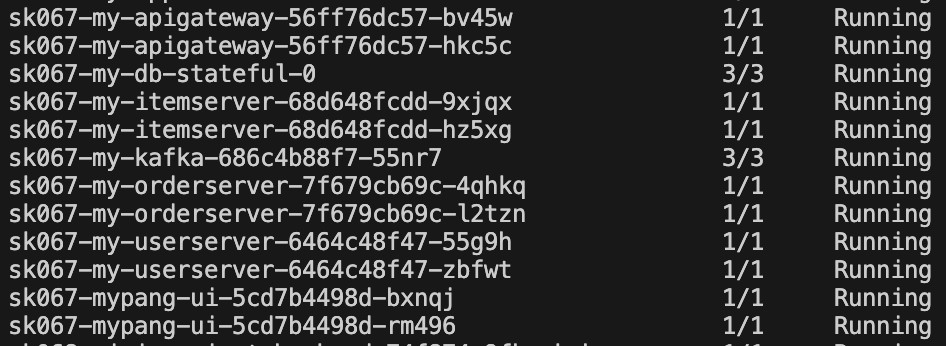 sk067-my-apigateway-56ff76dc57-bv45w 1/1 Running
sk067-my-apigateway-56ff76dc57-hkc5c 1/1 Running
sk067-my-db-stateful-0 3/3 Running
sk067-my-itemserver-68d648fcdd-9xjqx 1/1 Running
sk067-my-itemserver-68d648fcdd-hz5xg 1/1 Running
sk067-my-kafka-686c4b88f7-55nr7 3/3 Running
sk067-my-orderserver-7f679cb69c-4qhkq 1/1 Running
sk067-my-orderserver-7f679cb69c-l2tzn 1/1 Running
sk067-my-userserver-6464c48f47-55g9h 1/1 Running
sk067-my-userserver-6464c48f47-zbfwt 1/1 Running
sk067-mypang-ui-5cd7b4498d-bxnqj 1/1 Running
sk067-mypang-ui-5cd7b4498d-rm496 1/1 Running